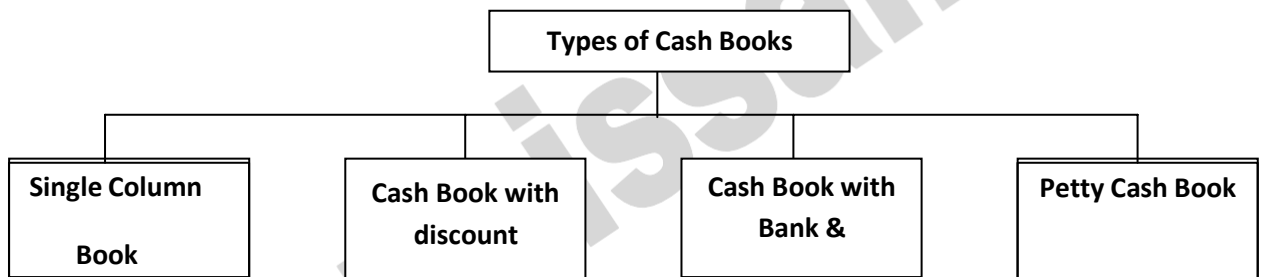 Types of Cash Books
Single Column
Book
Cash Book with
discount
Cash Book with
Bank &
Petty Cash Book